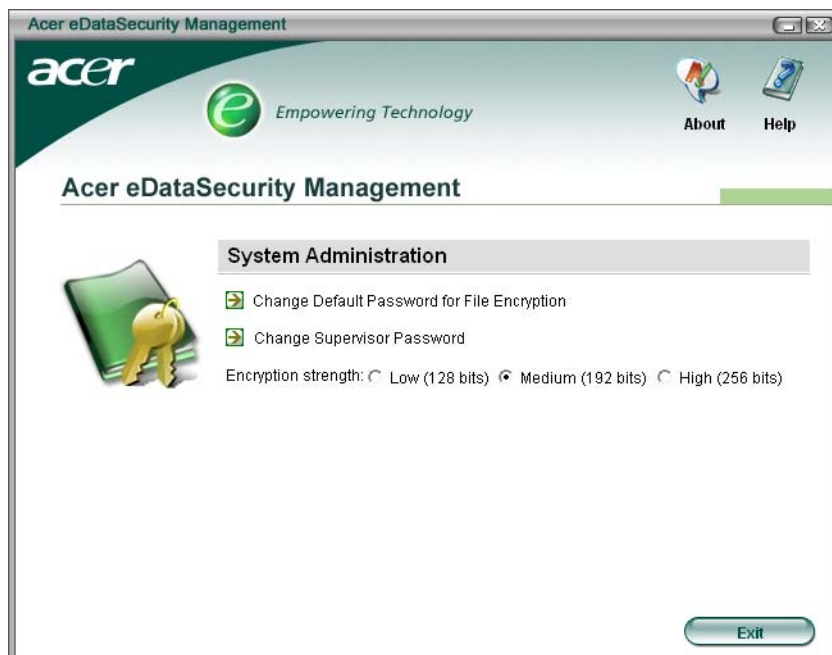 Acer eDataSecurity Management
acer
e Empowering Technology
About Help
Acer eDataSecurity Management
System Administration
Change Default Password for File Encryption
Change Supervisor Password
Encryption strength: Low (128 bits) Medium (192 bits) High (256 bits)
Exit